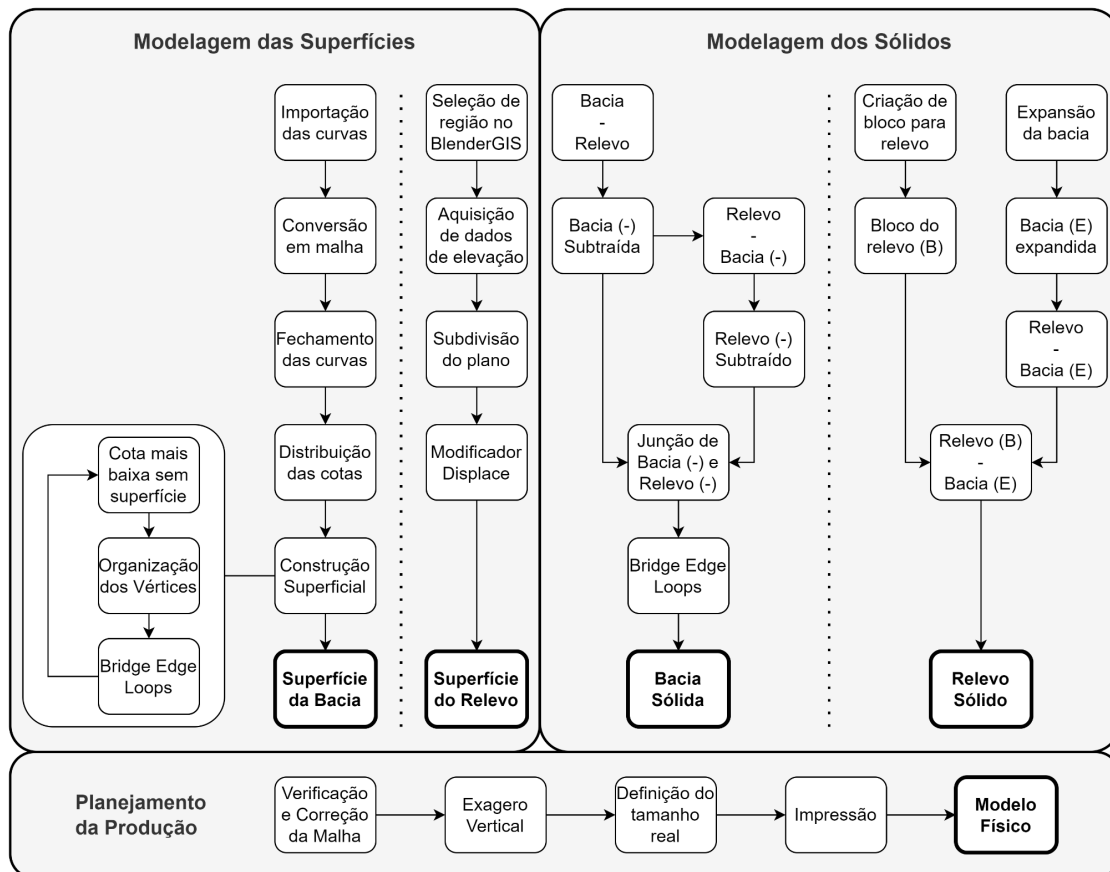 Modelagem das Superfícies
Importação
das curvas
Conversão
em malha
Fechamento
das curvas
Distribuição
das cotas
Construção
Superficial
Superfície
da Bacia
Cota mais
baixa sem
superfície
Organização
dos Vértices
Bridge Edge
Loops
Seleção de
região no
BlenderGIS
Aquisição
de dados
de elevação
Subdivisão
do plano
Modificador
Displace
Superfície
do Relevo
Modelagem dos Sólidos
Bacia
-
Relevo
Bacia (-)
Subtraída
Relevo
-
Bacia (-)
Relevo (-)
Subtraído
Junção de
Bacia (-) e
Relevo (-)
Bridge Edge
Loops
Bacia
Sólida
Criação de
bloco para
relevo
Bloco do
relevo (B)
Expansão
da bacia
Bacia (E)
expandida
Relevo
-
Bacia (E)
Relevo (B)
-
Bacia (E)
Relevo
Sólido
Planejamento
da Produção
Verificação
e Correção
da Malha
Exagero
Vertical
Definição do
tamanho
real
Impressão
Modelo
Físico